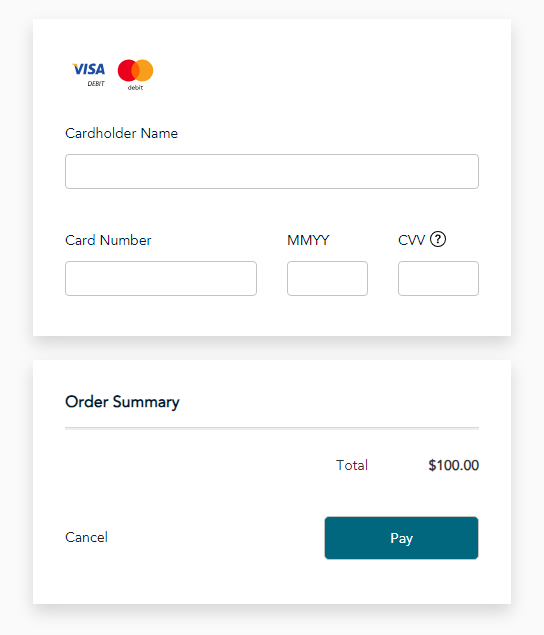 VISA
DEBIT
debit
Cardholder Name
Card Number
MMYY
CVV ?
Order Summary
Total $100.00
Cancel
Pay